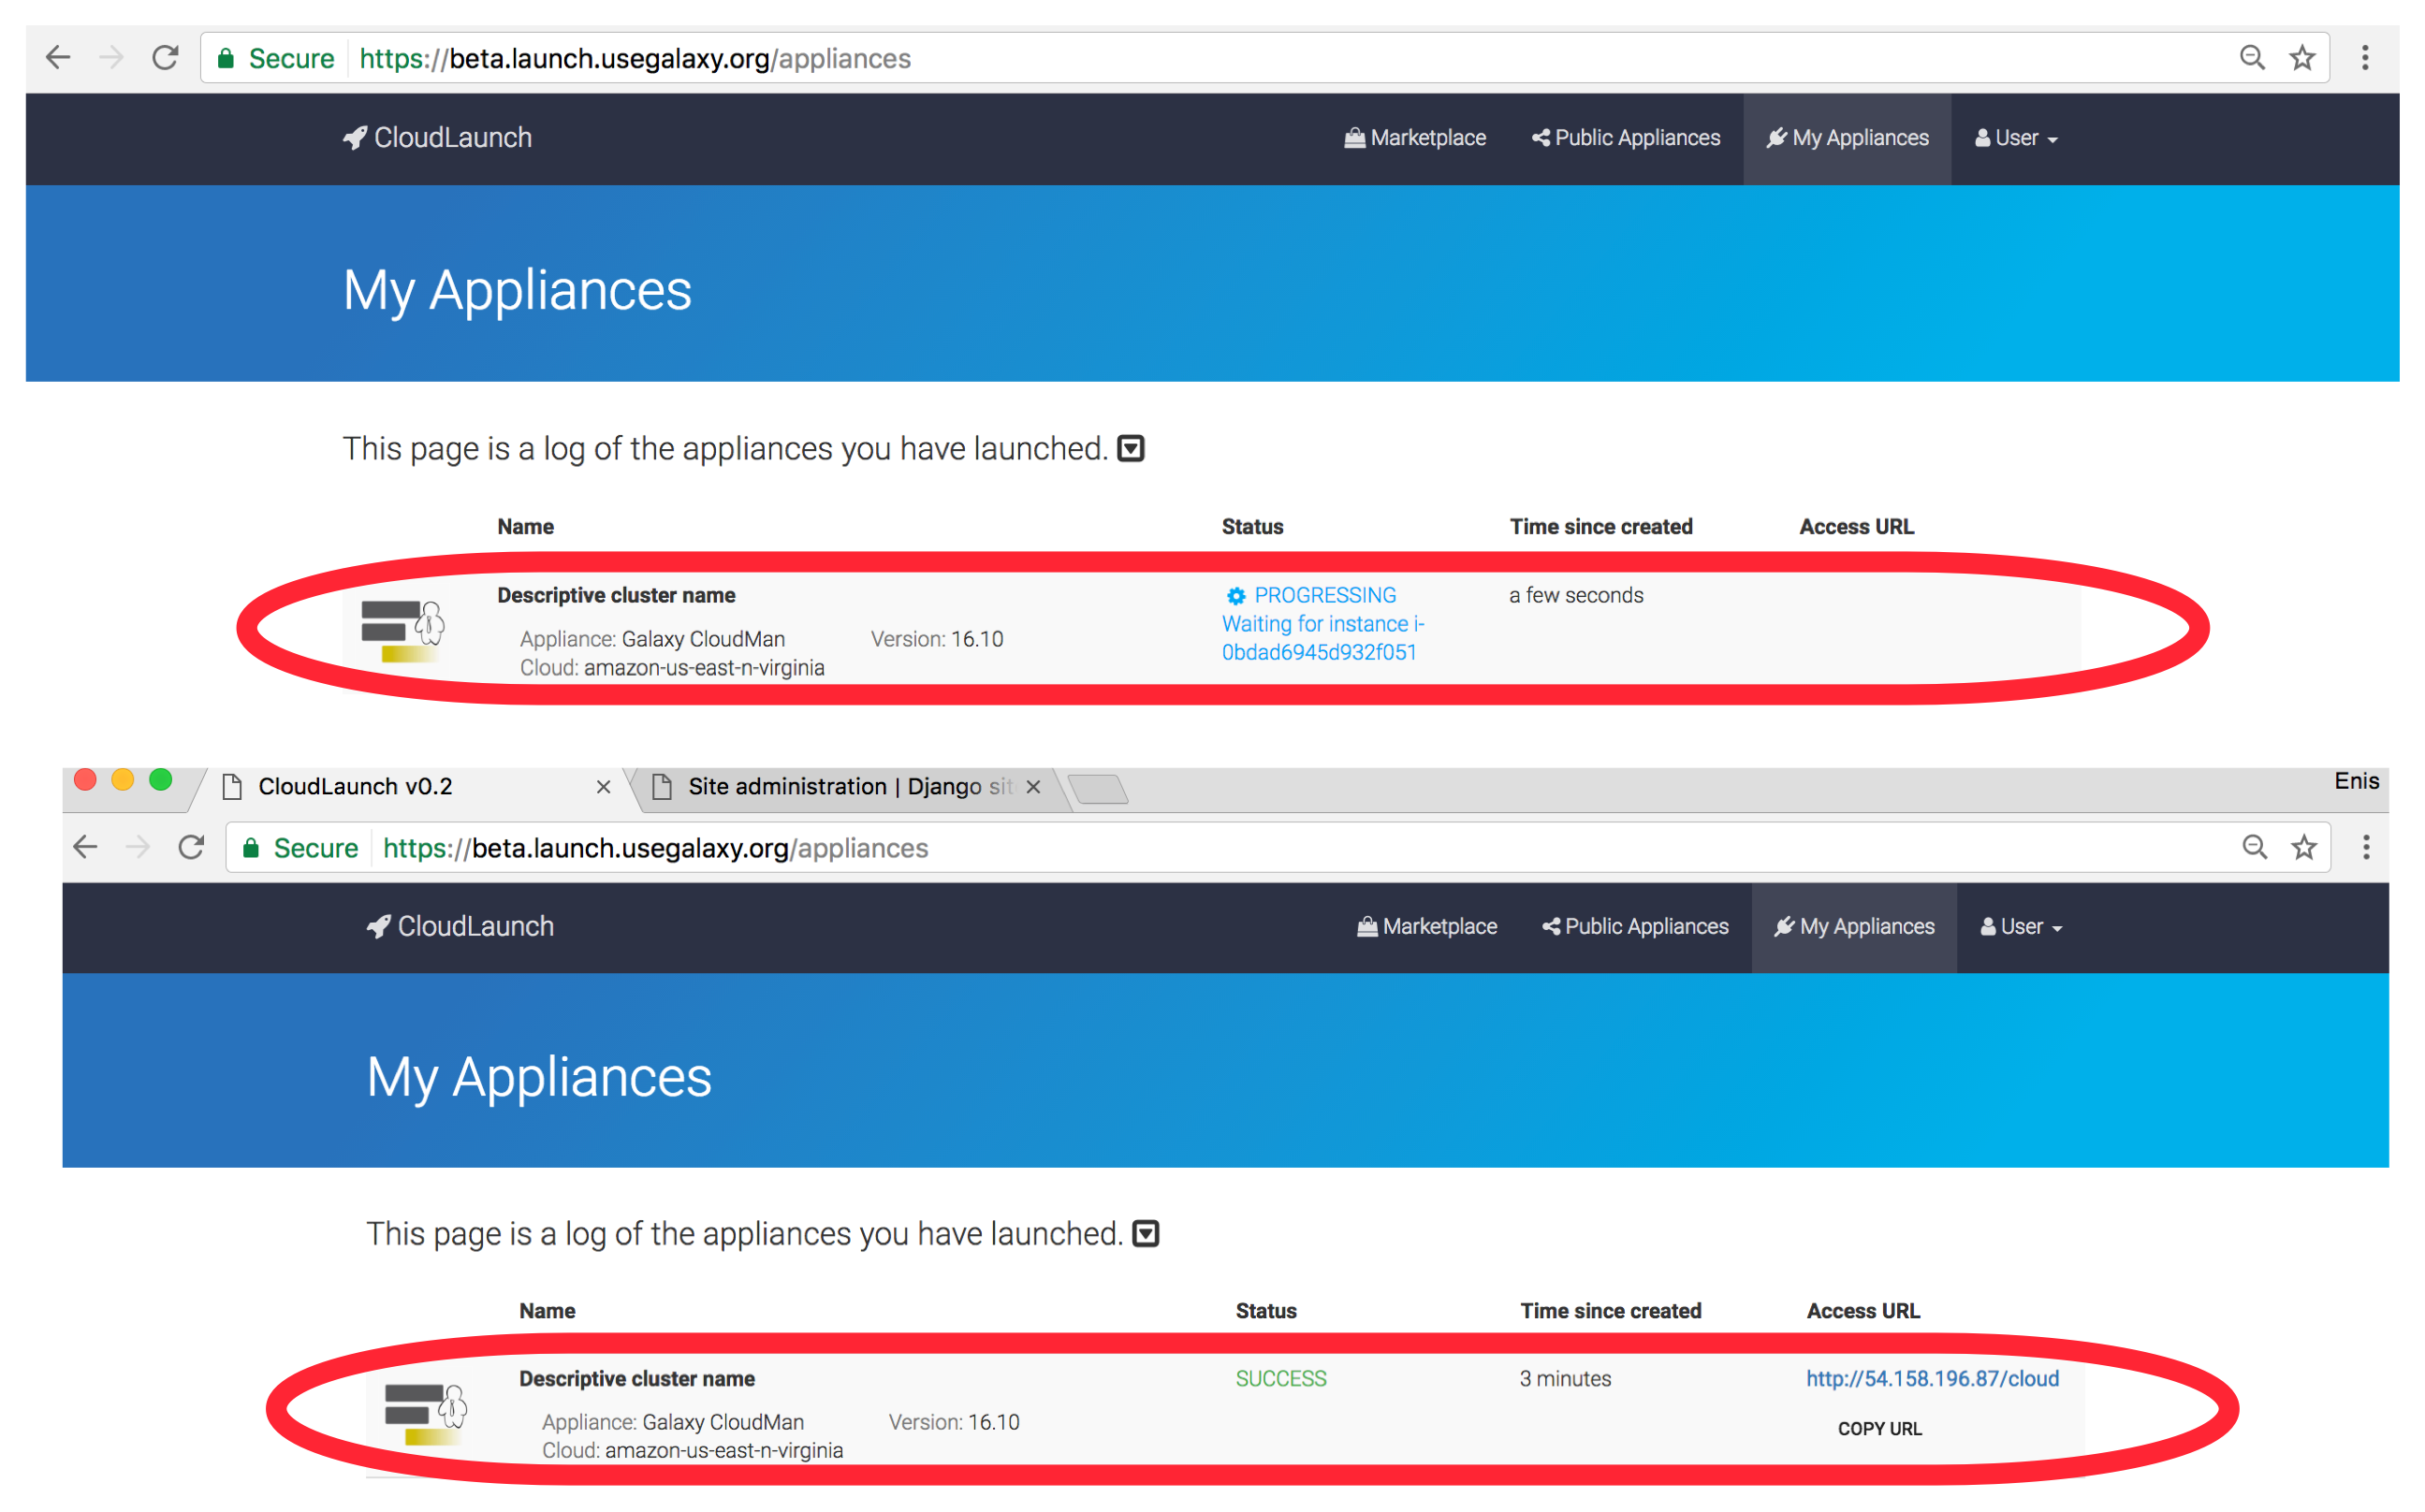 Secure https://beta.launch.usegalaxy.org/appliances
CloudLaunch Marketplace Public Appliances My Appliances User
My Appliances
This page is a log of the appliances you have launched.
Name Status Time since created Access URL
Descriptive cluster name PROGRESSING a few seconds
Waiting for instance i-
Appliance: Galaxy CloudMan Version: 16.10
0bdad6945d932f051
Cloud: amazon-us-east-n-virginia
CloudLaunch v0.2 Site administration | Django sit Enis
Secure https://beta.launch.usegalaxy.org/appliances
CloudLaunch Marketplace Public Appliances My Appliances User
My Appliances
This page is a log of the appliances you have launched.
Name Status Time since created Access URL
Descriptive cluster name SUCCESS 3 minutes http://54.158.196.87/cloud
Appliance: Galaxy CloudMan Version: 16.10 COPY URL
Cloud: amazon-us-east-n-virginia